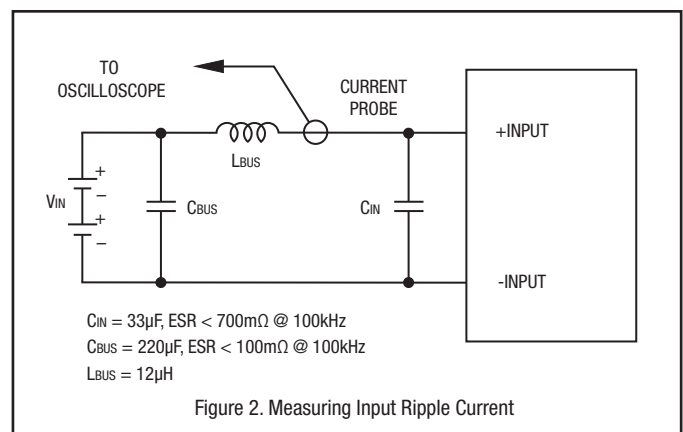 TO
OSCILLOSCOPE
CURRENT
PROBE
+INPUT
LBUS
VIN
+
−
+
−
CBUS
CIN
-INPUT
CIN = 33µF, ESR < 700mΩ @ 100kHz
CBUS = 220µF, ESR < 100mΩ @ 100kHz
LBUS = 12µH
Figure 2. Measuring Input Ripple Current